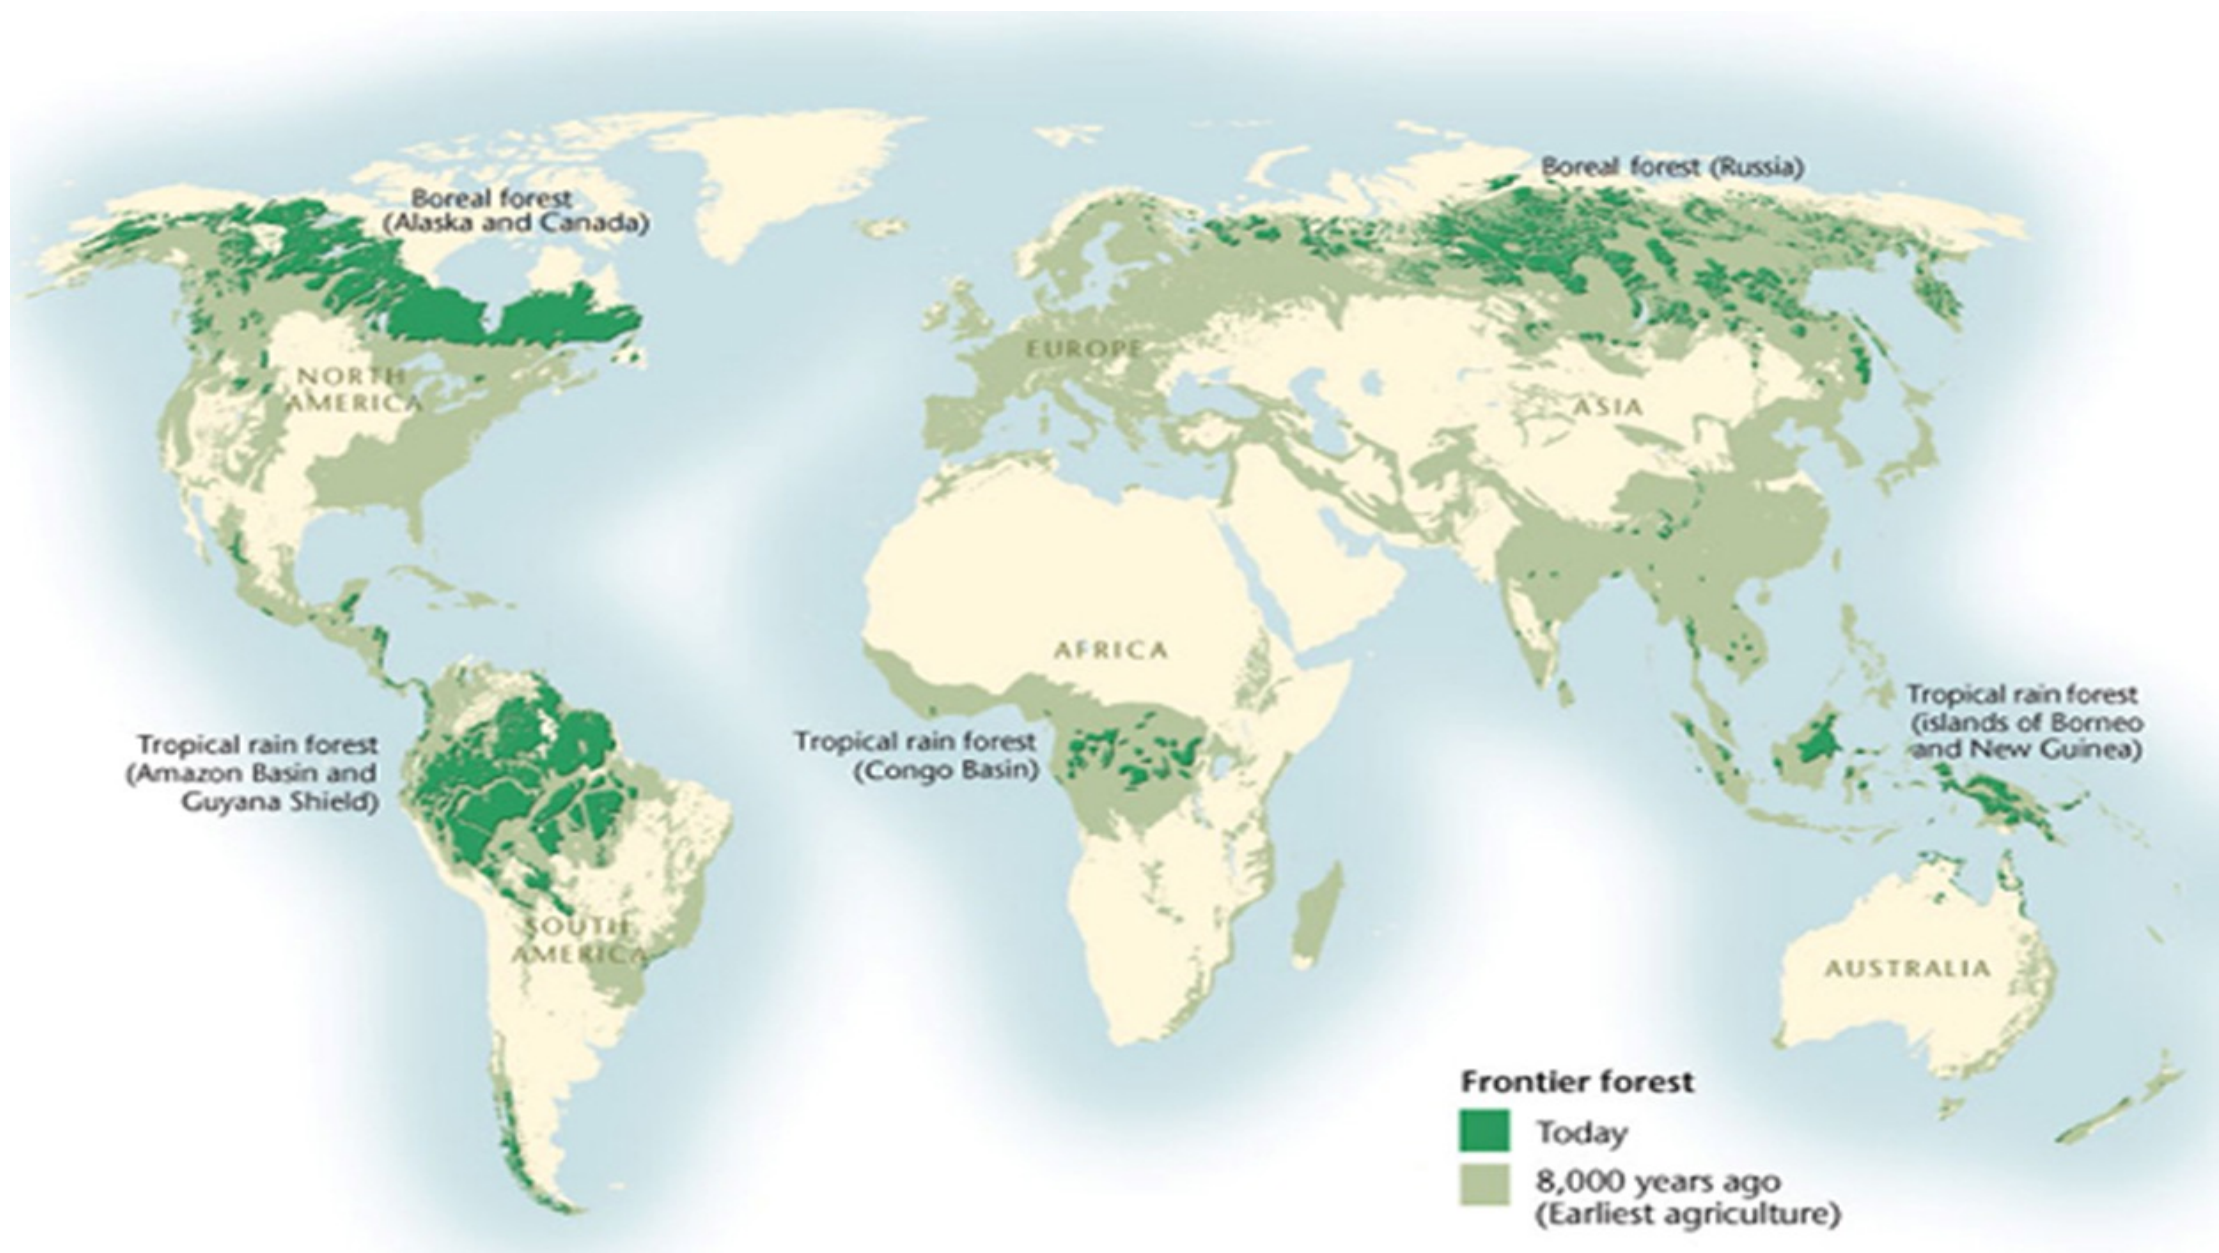 Boreal forest (Russia)
Boreal forest
(Alaska and Canada)
EUROPE
NORTH
AMERICA
ASIA
AFRICA
Tropical rain forest
(islands of Borneo
and New Guinea)
Tropical rain forest
(Amazon Basin and
Guyana Shield)
Tropical rain forest
(Congo Basin)
SOUTH
AMERICA
AUSTRALIA
Frontier forest
Today
8,000 years ago
(Earliest agriculture)